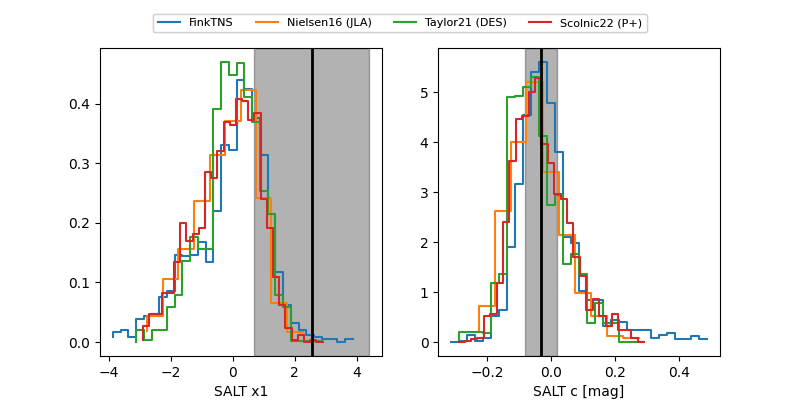 FinkTNS Nielsen16 (JLA) Taylor21 (DES) Scolnic22 (P+)
0.4
0.3
0.2
0.1
0.0
−4 −2 0 2 4
SALT x1
5
4
3
2
1
0
−0.2 0.0 0.2 0.4
SALT c [mag]